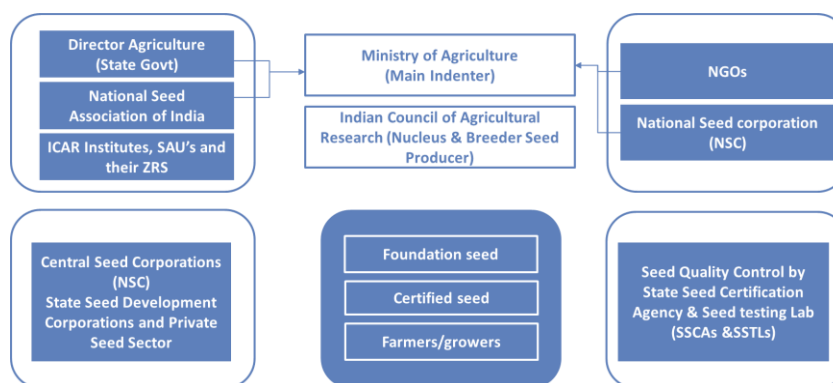 Director Agriculture
(State Govt)
National Seed
Association of India
ICAR Institutes, SAU’s and
their ZRS
Ministry of Agriculture
(Main Indenter)
Indian Council of Agricultural
Research (Nucleus & Breeder Seed
Producer)
NGOs
National Seed corporation
(NSC)
Central Seed Corporations
(NSC)
State Seed Development
Corporations and Private
Seed Sector
Foundation seed
Certified seed
Farmers/growers
Seed Quality Control by
State Seed Certification
Agency & Seed testing Lab
(SSCAs &SSTLs)